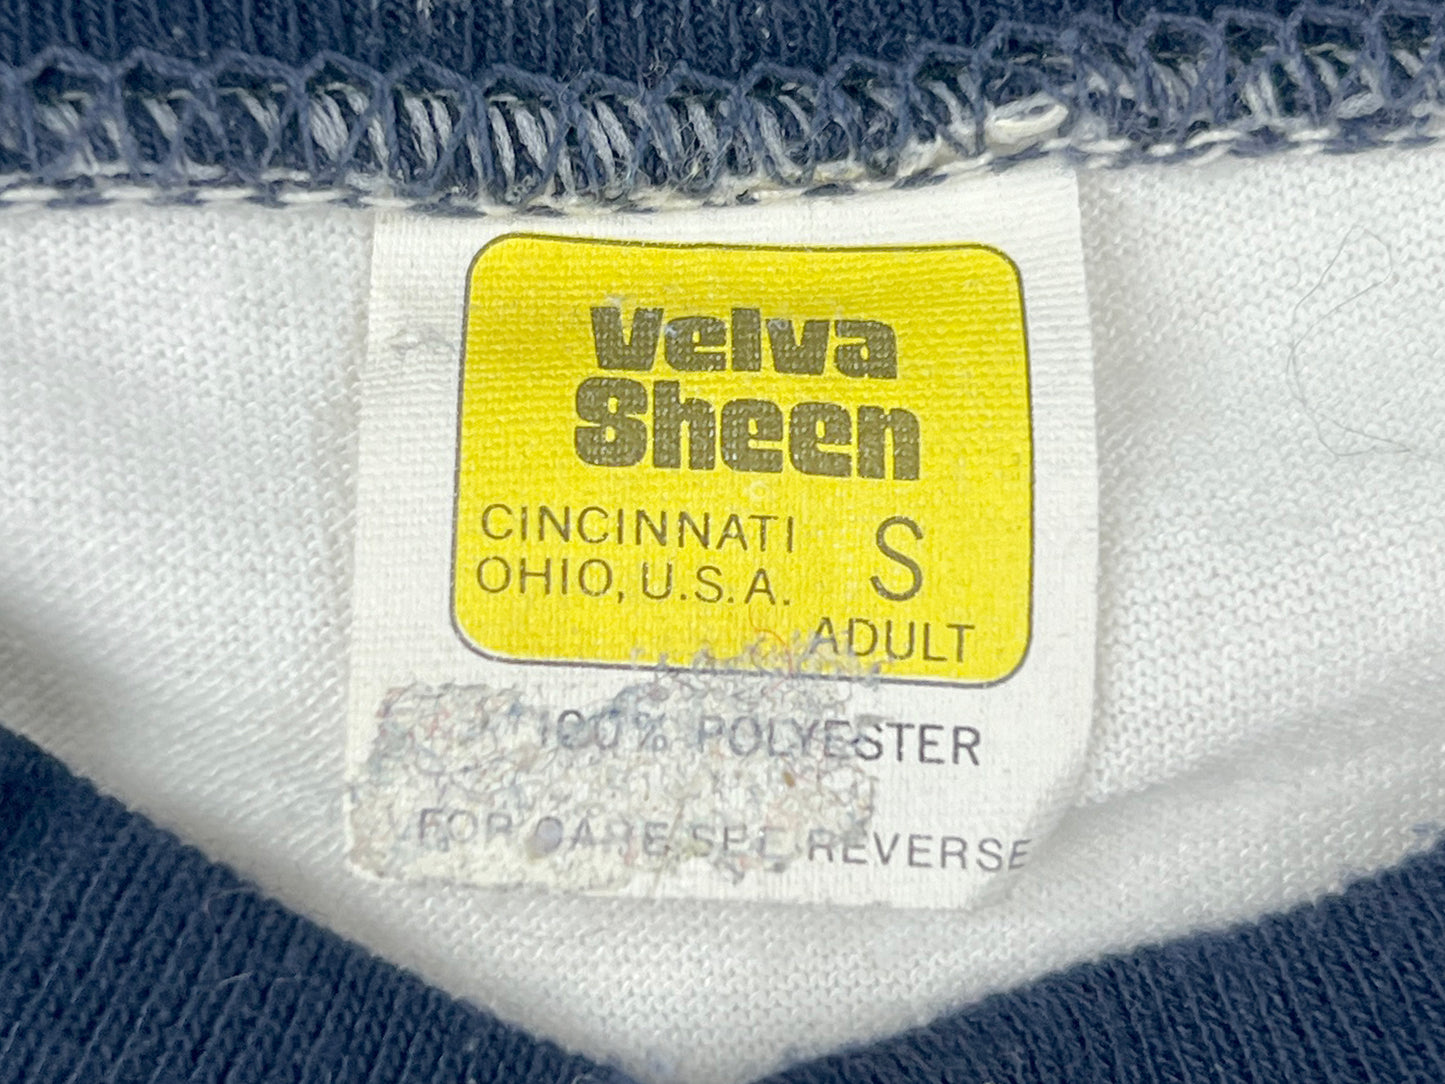 Velva
Sheen
CINCINNATI
OHIO, U.S.A.
S
ADULT
100% POLYESTER
FOR CARE SEE REVERSE